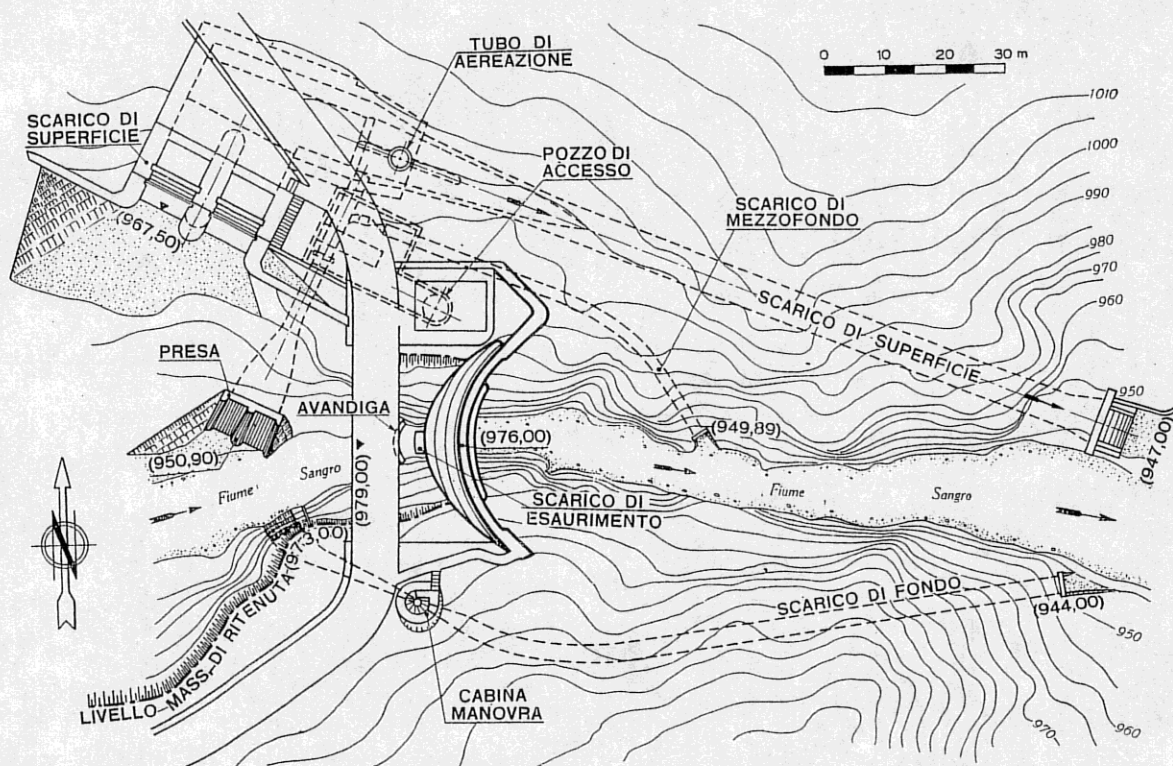 TUBO DI
AEREAZIONE
0 10 20 30 m
1010
SCARICO DI
SUPERFICIE
1000
POZZO DI
ACCESSO
990
SCARICO DI
MEZZOFONDO
(967,50)
980
970
960
SCARICO DI SUPERFICIE
PRESA
950
AVANDIGA
(949,89)
(976,00)
(947,00)
(950,90)
Fiume Sangro
(979,00)
Fiume Sangro
SCARICO DI
ESAURIMENTO
LIVELLO MASS. DI RITENUTA (973,00)
SCARICO DI FONDO
(944,00)
950
CABINA
MANOVRA
970
960